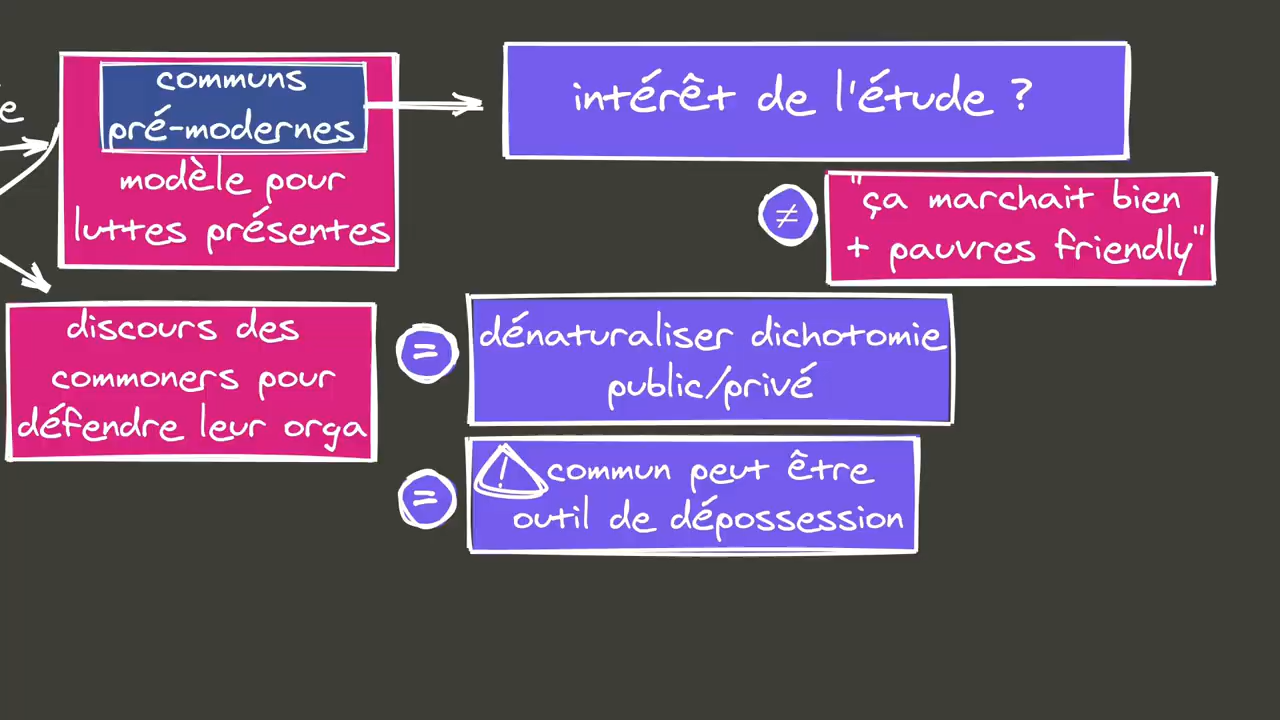 communs
pré-modernes
modèle pour
luttes présentes
intérêt de l'étude ?
≠
"ça marchait bien
+ pauvres friendly"
discours des
commoners pour
défendre leur orga
=
dénaturaliser dichotomie
public/privé
=
! commun peut être
outil de dépossession